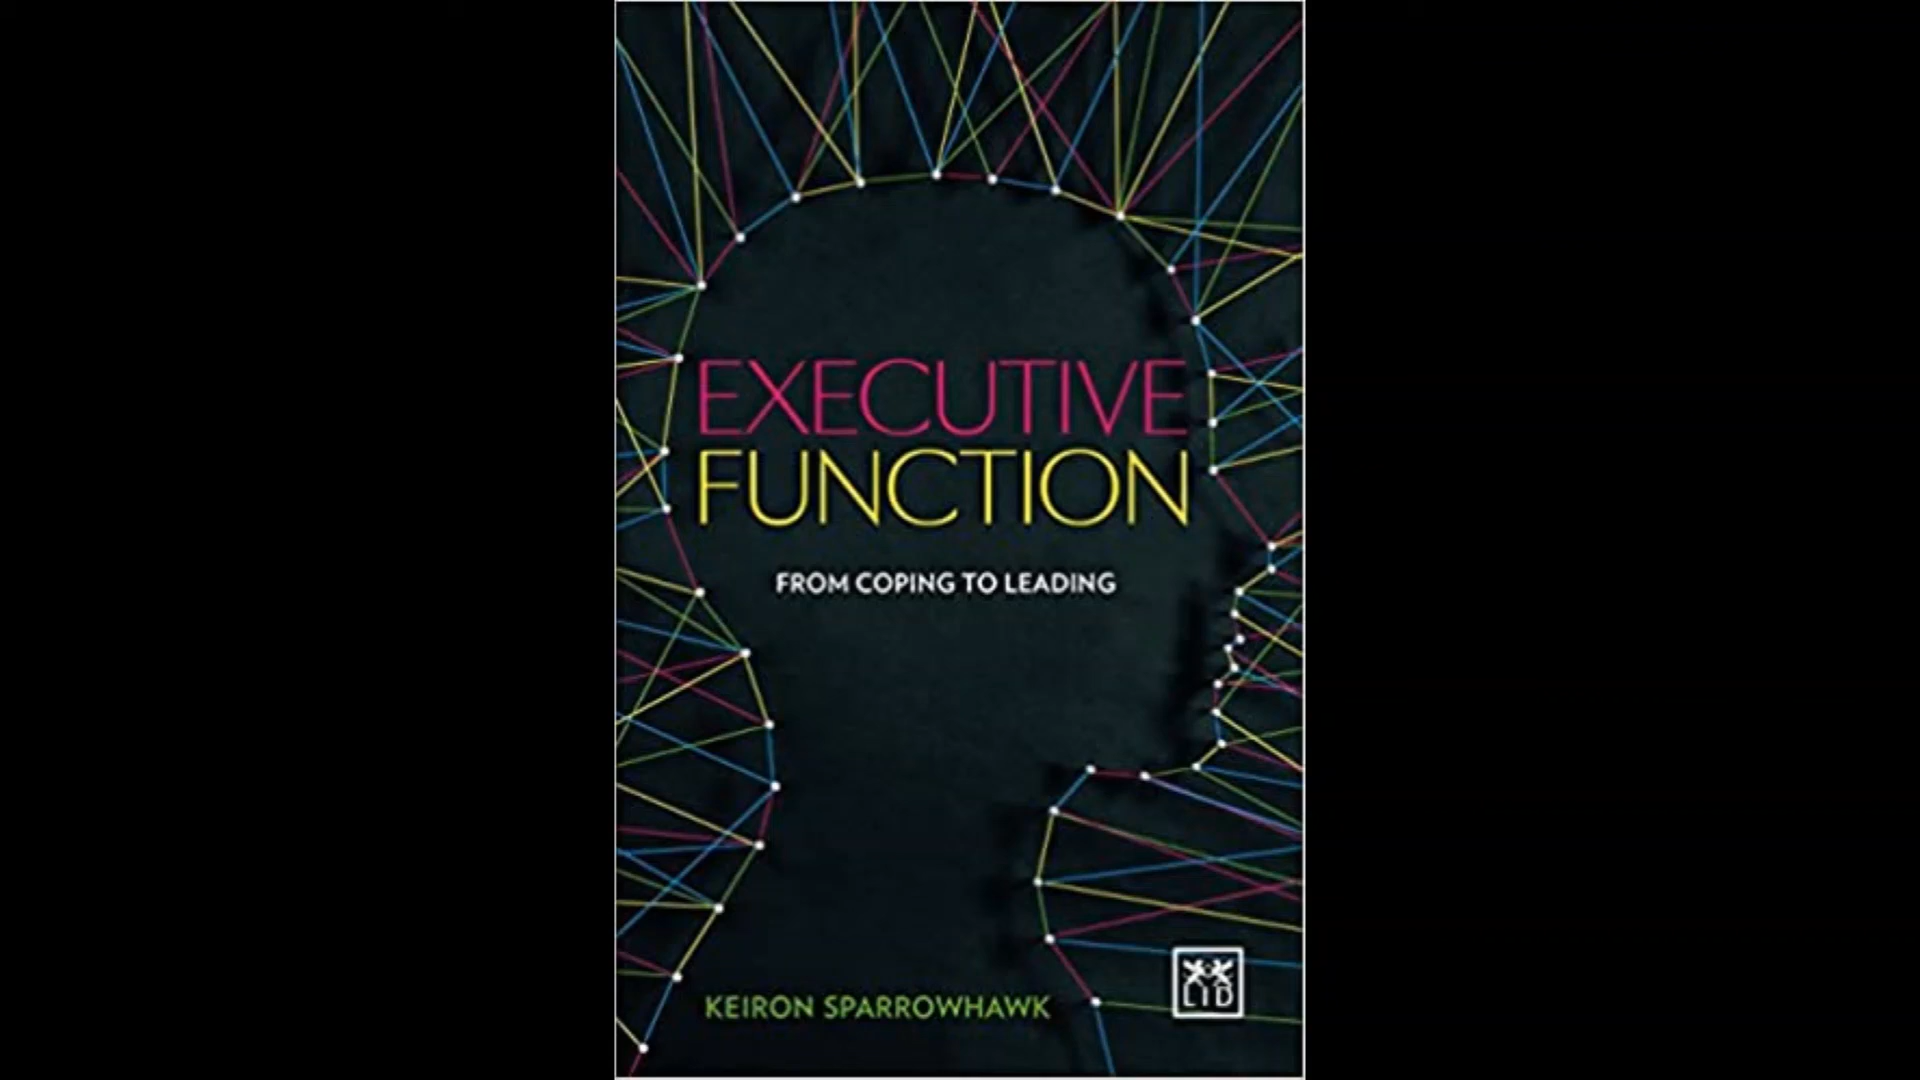 EXECUTIVE
FUNCTION
FROM COPING TO LEADING
KEIRON SPARROWHAWK
LID